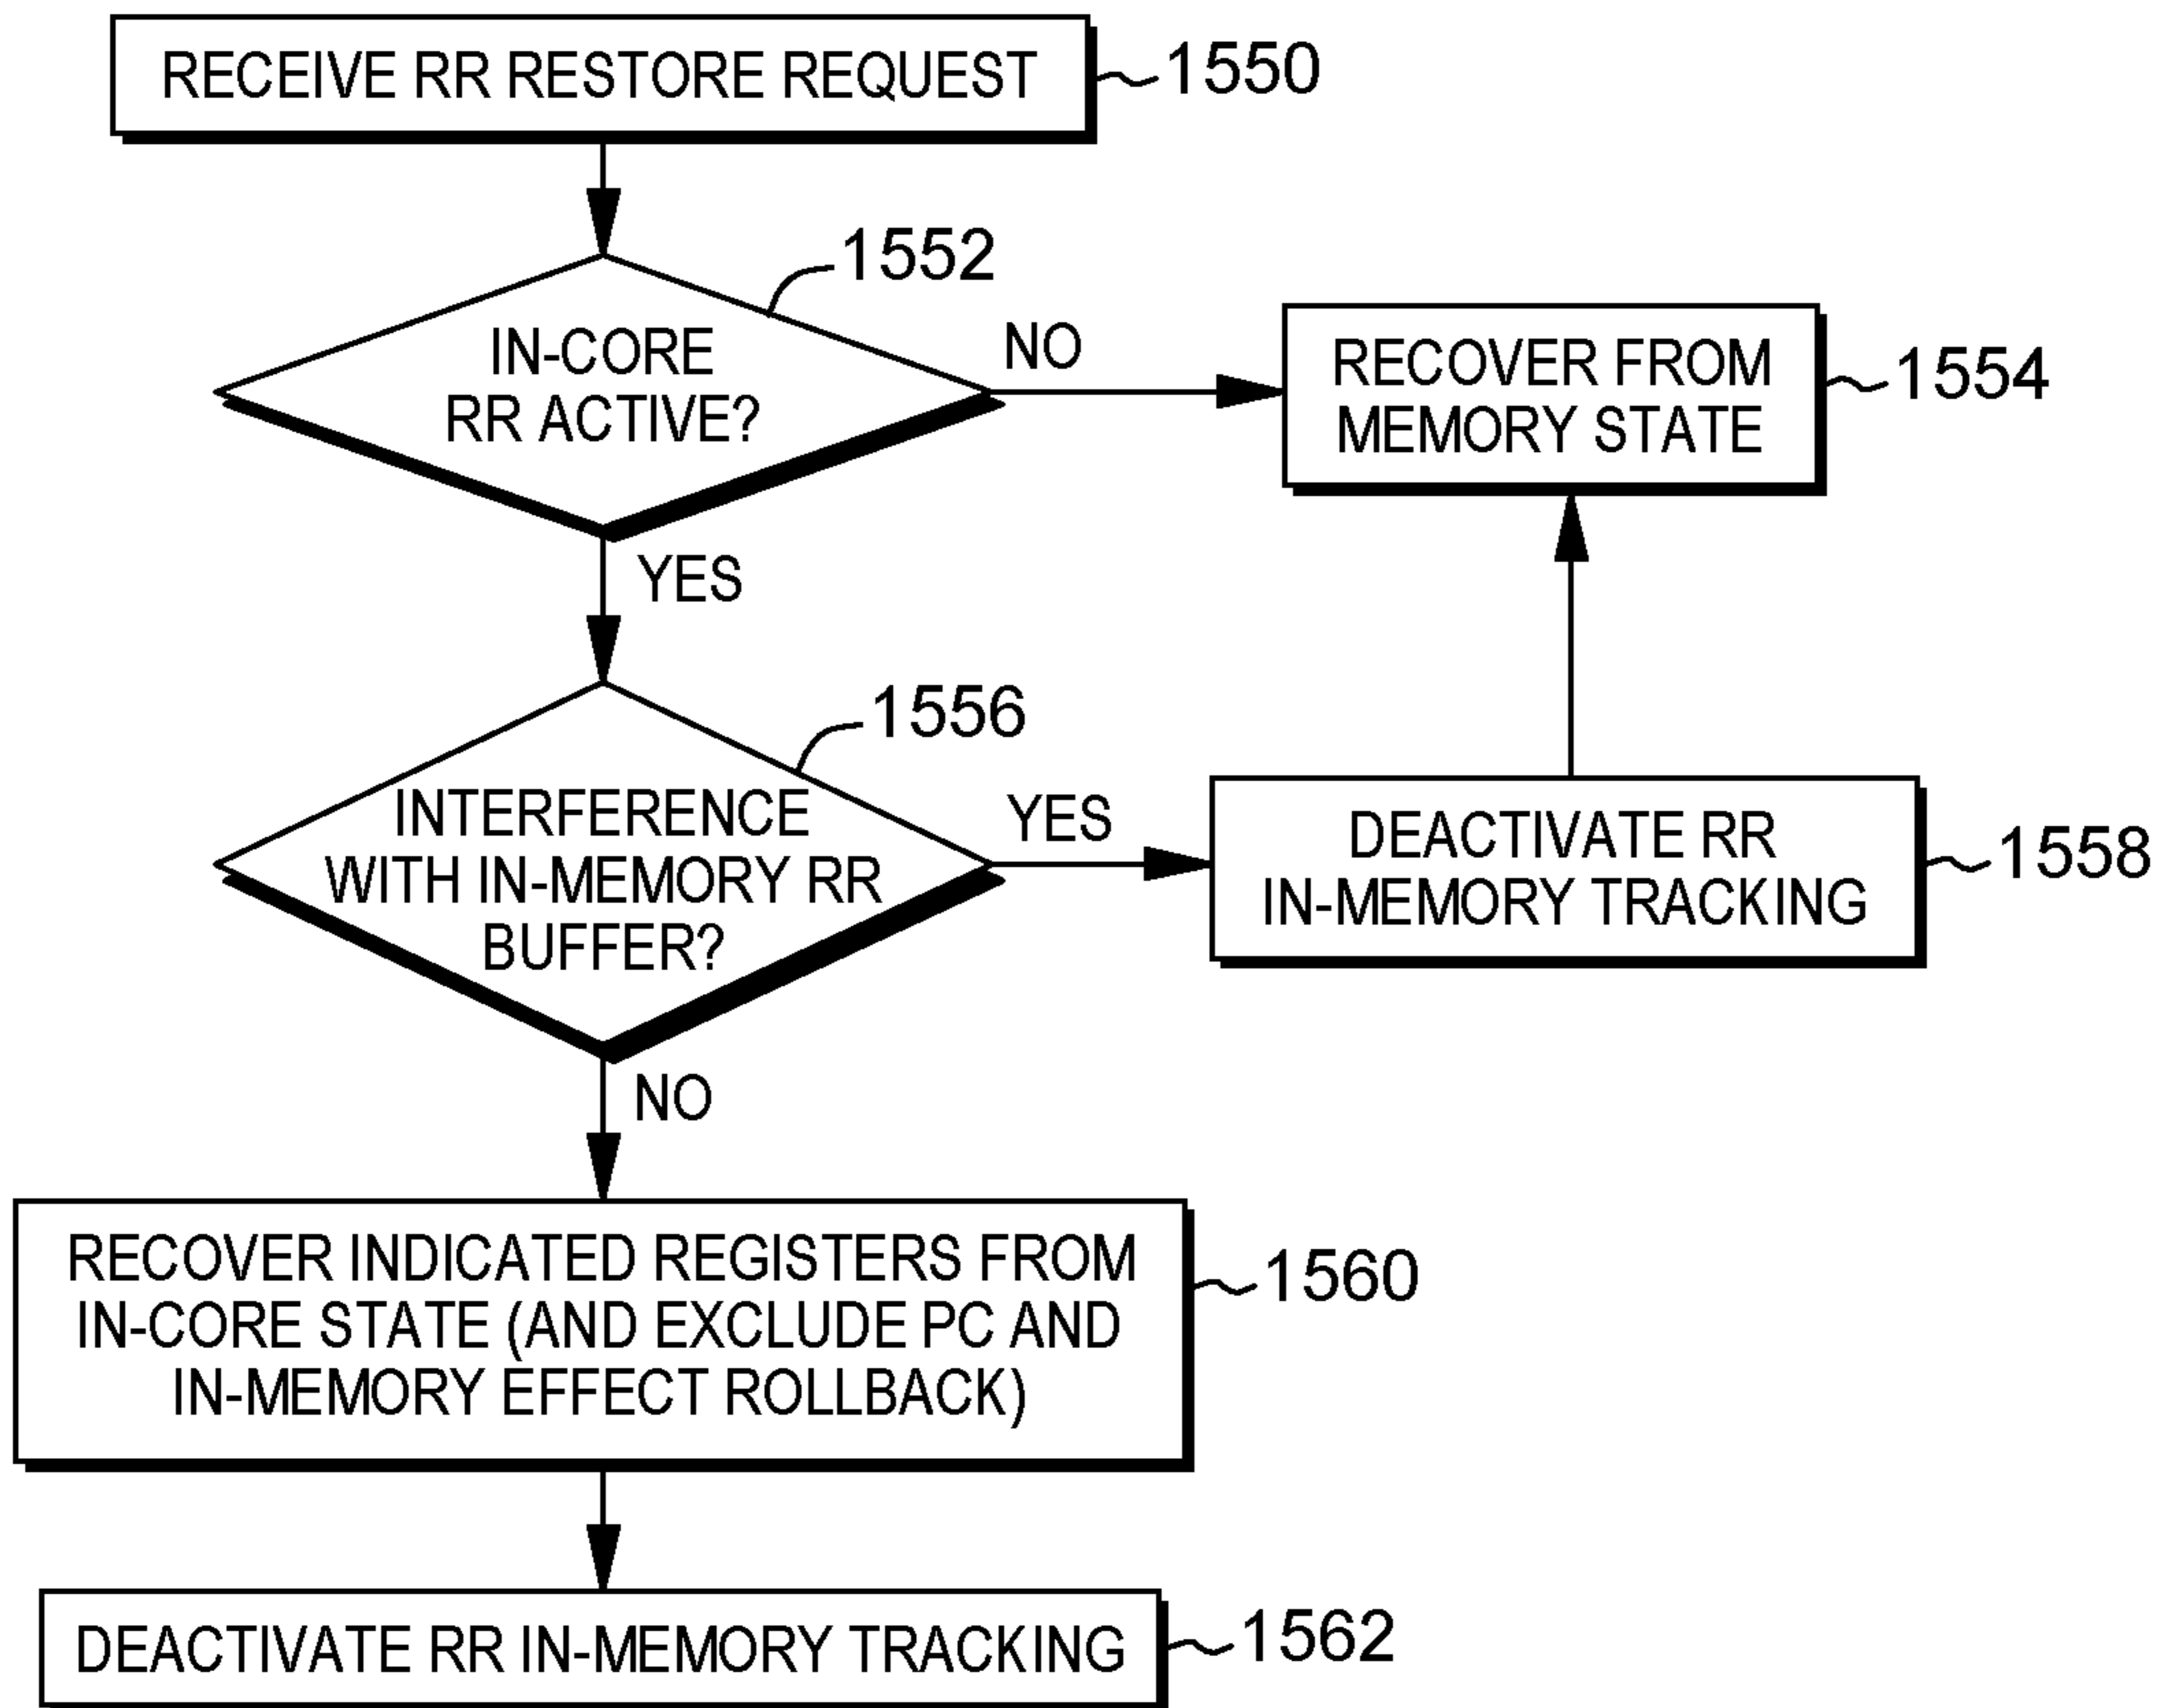 RECEIVE RR RESTORE REQUEST
1550
1552
IN-CORE
RR ACTIVE?
NO
RECOVER FROM
MEMORY STATE
1554
YES
1556
INTERFERENCE
WITH IN-MEMORY RR
BUFFER?
YES
DEACTIVATE RR
IN-MEMORY TRACKING
1558
NO
RECOVER INDICATED REGISTERS FROM
IN-CORE STATE (AND EXCLUDE PC AND
IN-MEMORY EFFECT ROLLBACK)
1560
DEACTIVATE RR IN-MEMORY TRACKING
1562